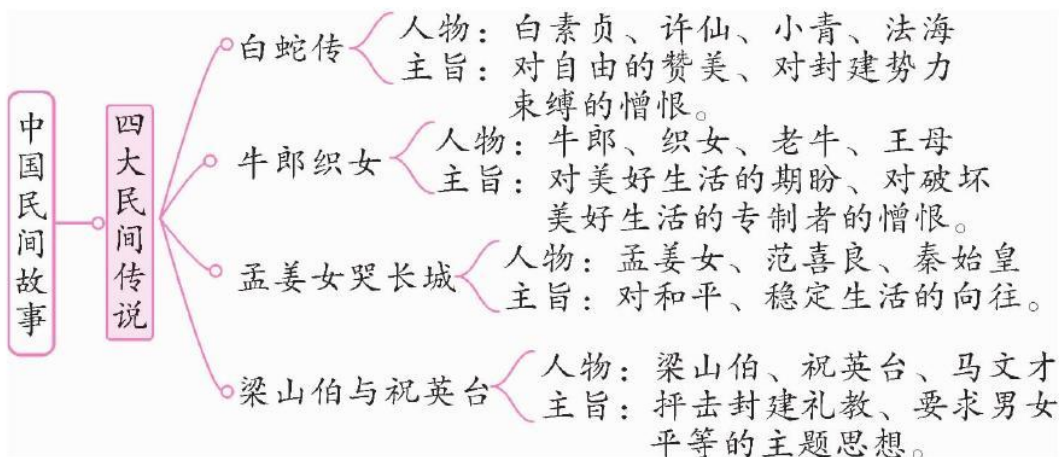 中国民间故事
四大民间传说
白蛇传
人物：白素贞、许仙、小青、法海
主旨：对自由的赞美、对封建势力
束缚的憎恨。
牛郎织女
人物：牛郎、织女、老牛、王母
主旨：对美好生活的期盼、对破坏
美好生活的专制者的憎恨。
孟姜女哭长城
人物：孟姜女、范喜良、秦始皇
主旨：对和平、稳定生活的向往。
梁山伯与祝英台
人物：梁山伯、祝英台、马文才
主旨：抨击封建礼教、要求男女
平等的主题思想。